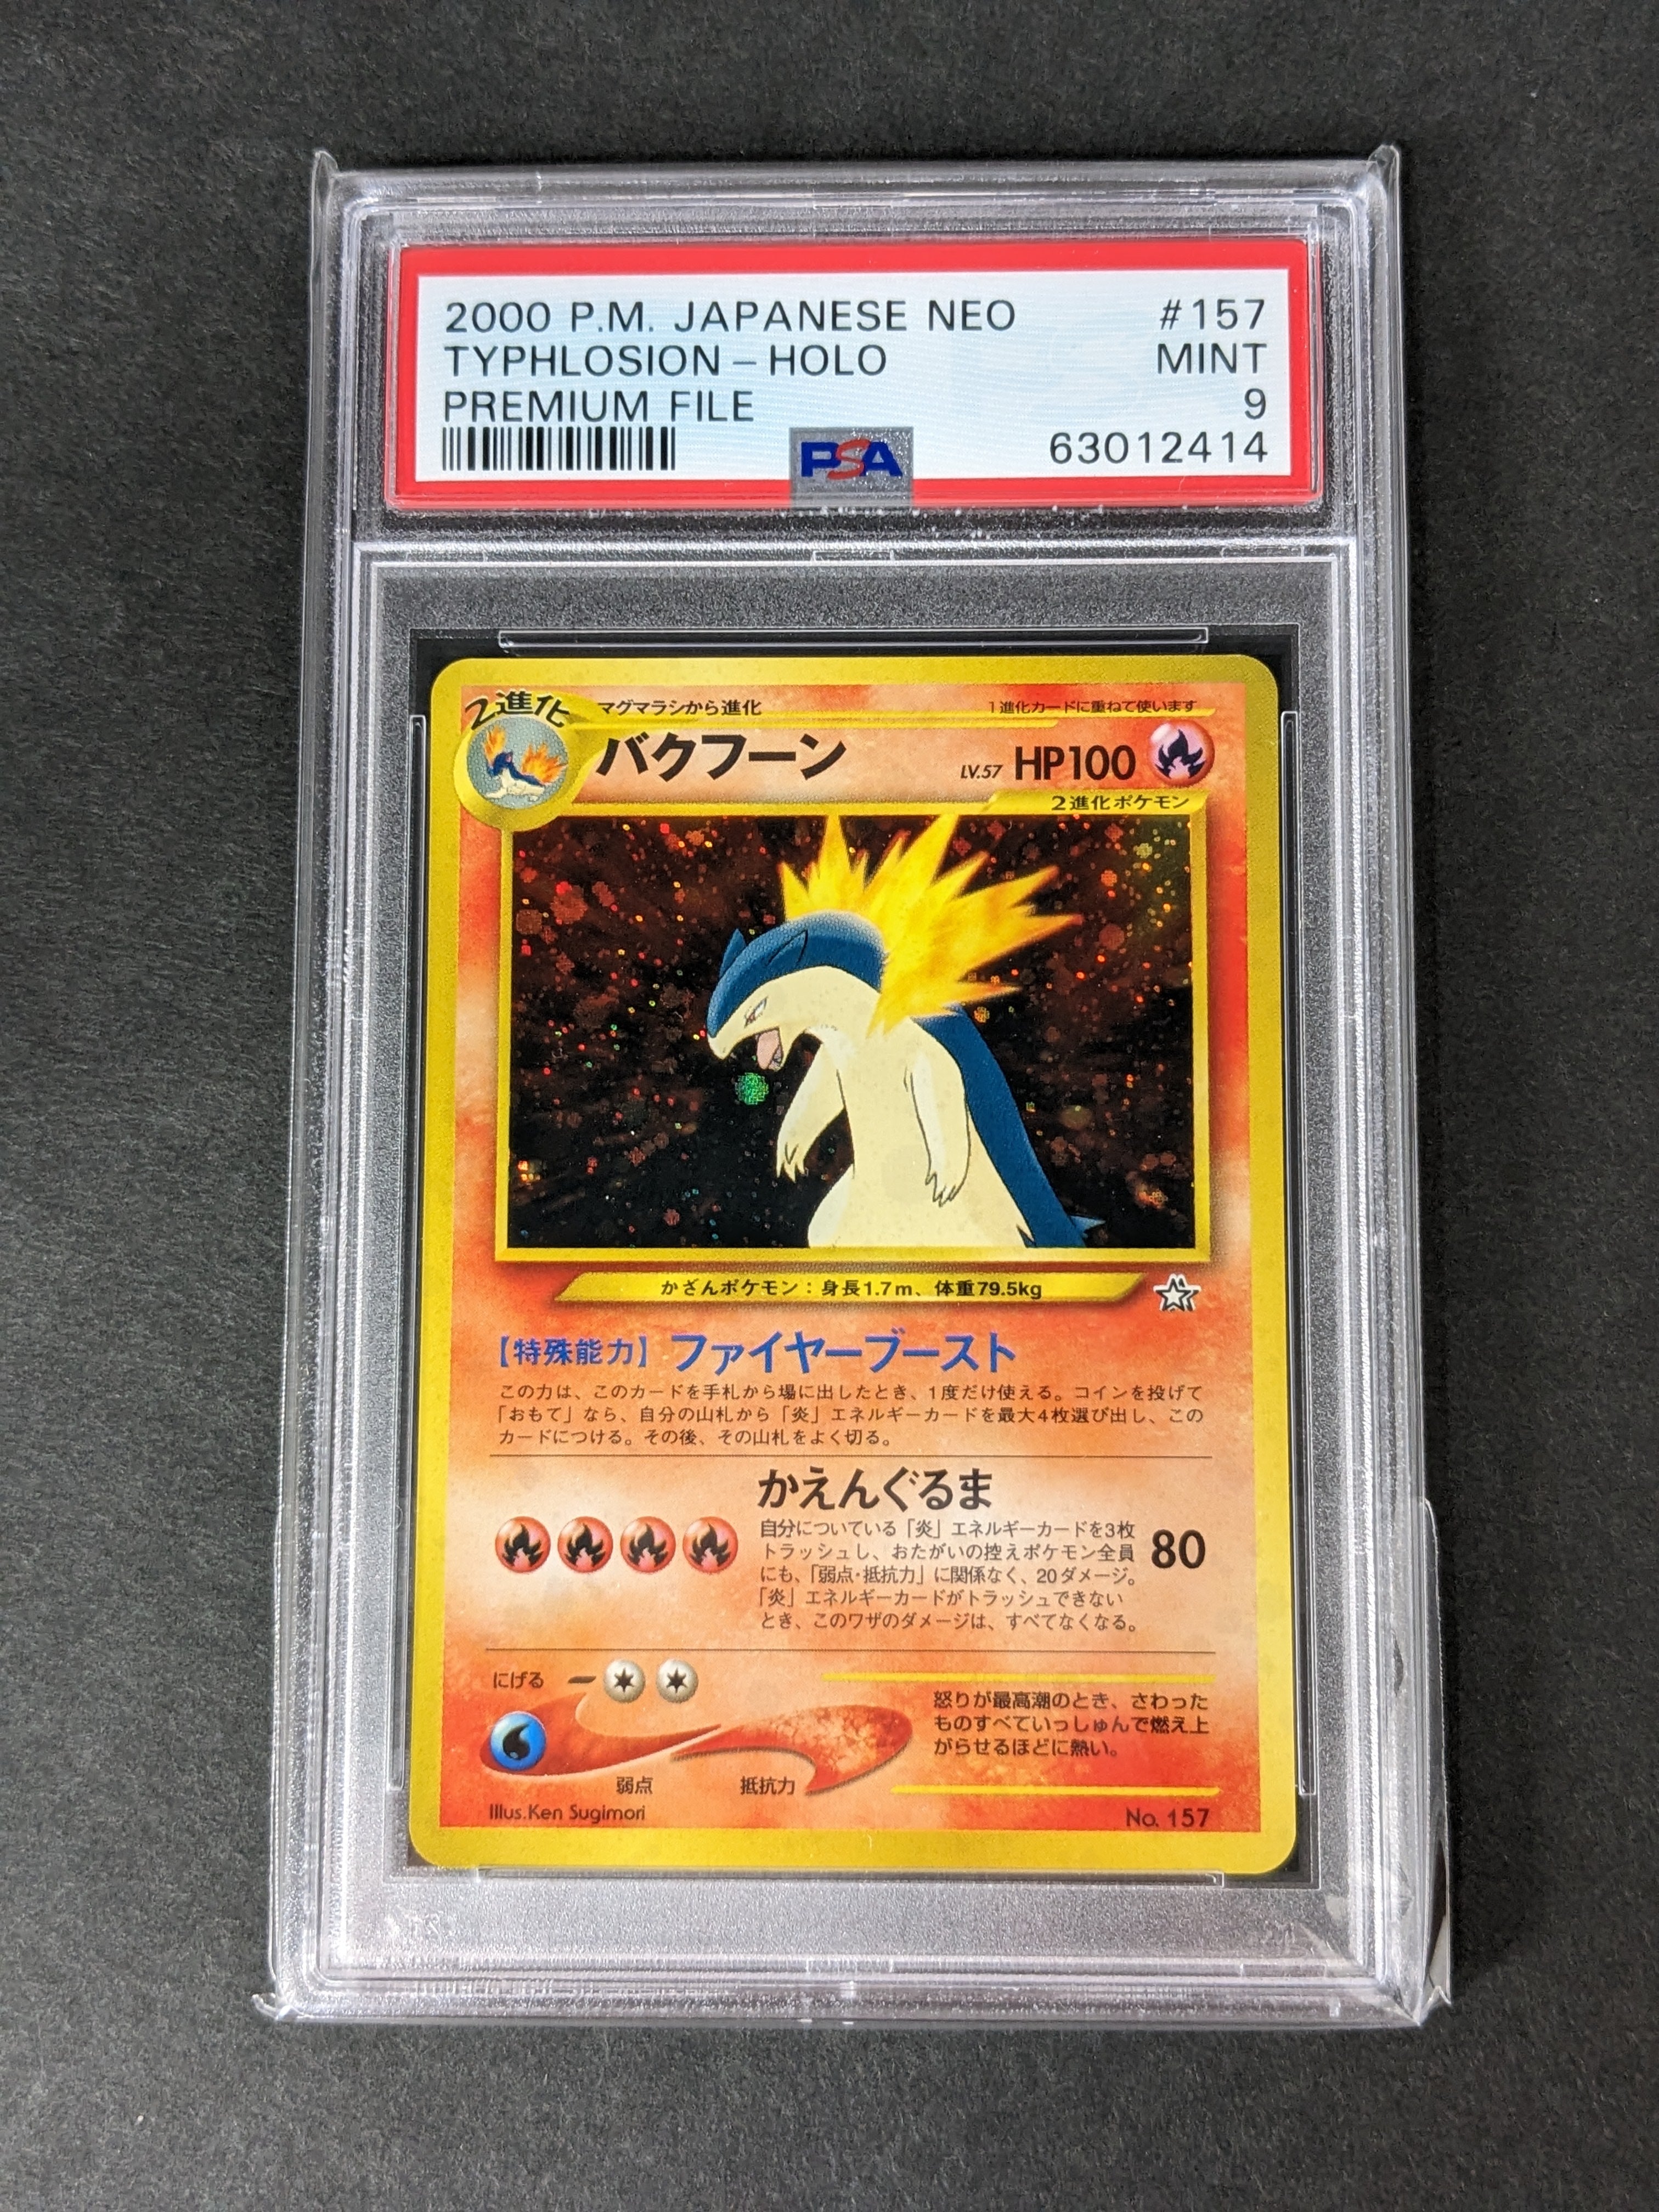 2000 P.M. JAPANESE NEO #157
TYPHLOSION - HOLO MINT
PREMIUM FILE 9
PSA 63012414
2進化 マグマラシから進化 1進化カードに重ねて使います
バクフーン LV.57 HP100
2進化ポケモン
かざんポケモン：身長1.7m、体重79.5kg
【特殊能力】ファイヤーブースト
この力は、このカードを手札から場に出したとき、1度だけ使える。コインを投げて
「おもて」なら、自分の山札から「炎」エネルギーカードを最大4枚選び出し、この
カードにつける。その後、その山札をよく切る。
かえんぐるま
自分についている「炎」エネルギーカードを3枚
トラッシュし、おたがいの控えポケモン全員
にも、「弱点・抵抗力」に関係なく、20ダメージ。
「炎」エネルギーカードがトラッシュできない
とき、このワザのダメージは、すべてなくなる。
80
にげる
弱点 抵抗力
怒りが最高潮のとき、さわった
ものすべていっしゅんで燃え上
がらせるほどに熱い。
Illus.Ken Sugimori No. 157